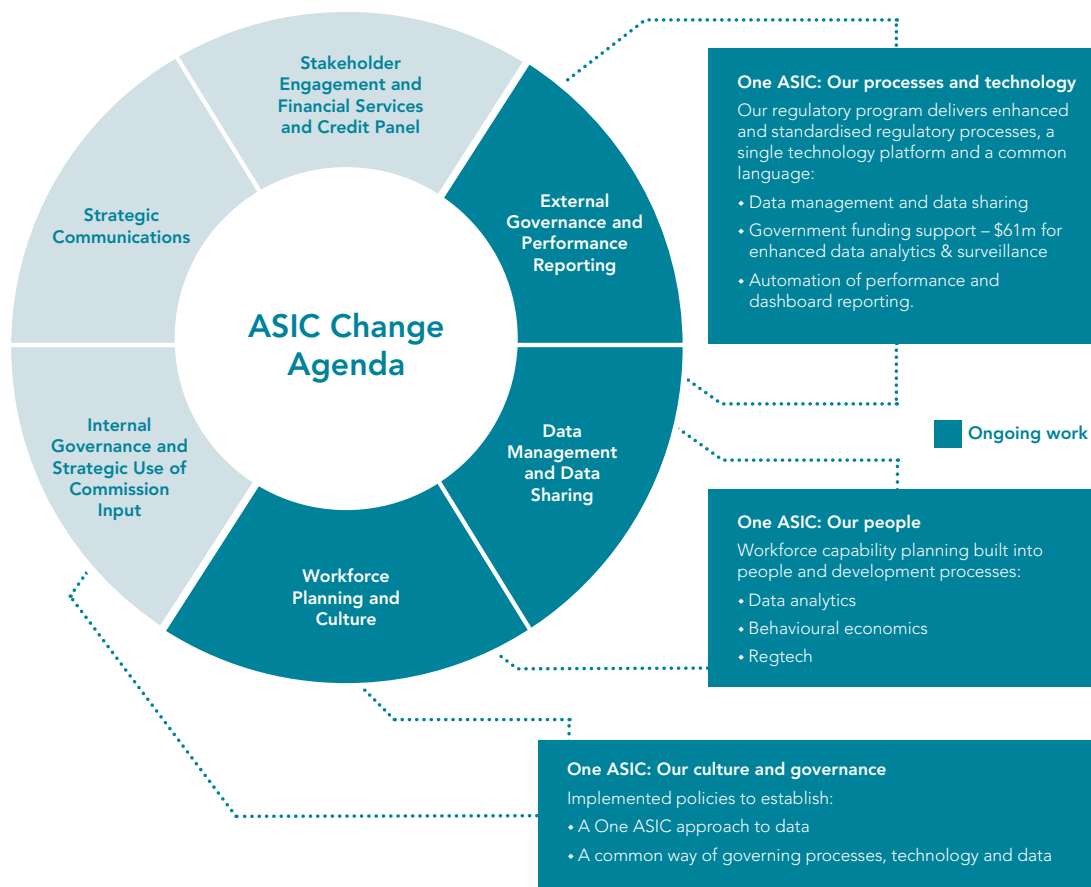 ASIC Change
Agenda
Stakeholder
Engagement and
Financial Services
and Credit Panel
External
Governance and
Performance
Reporting
Data
Management
and Data
Sharing
Workforce
Planning and
Culture
Internal
Governance and
Strategic Use of
Commission
Input
Strategic
Communications
One ASIC: Our processes and technology
Our regulatory program delivers enhanced
and standardised regulatory processes, a
single technology platform and a common
language:
• Data management and data sharing
• Government funding support – $61m for
enhanced data analytics & surveillance
• Automation of performance and
dashboard reporting.
Ongoing work
One ASIC: Our people
Workforce capability planning built into
people and development processes:
• Data analytics
• Behavioural economics
• Regtech
One ASIC: Our culture and governance
Implemented policies to establish:
• A One ASIC approach to data
• A common way of governing processes, technology and data